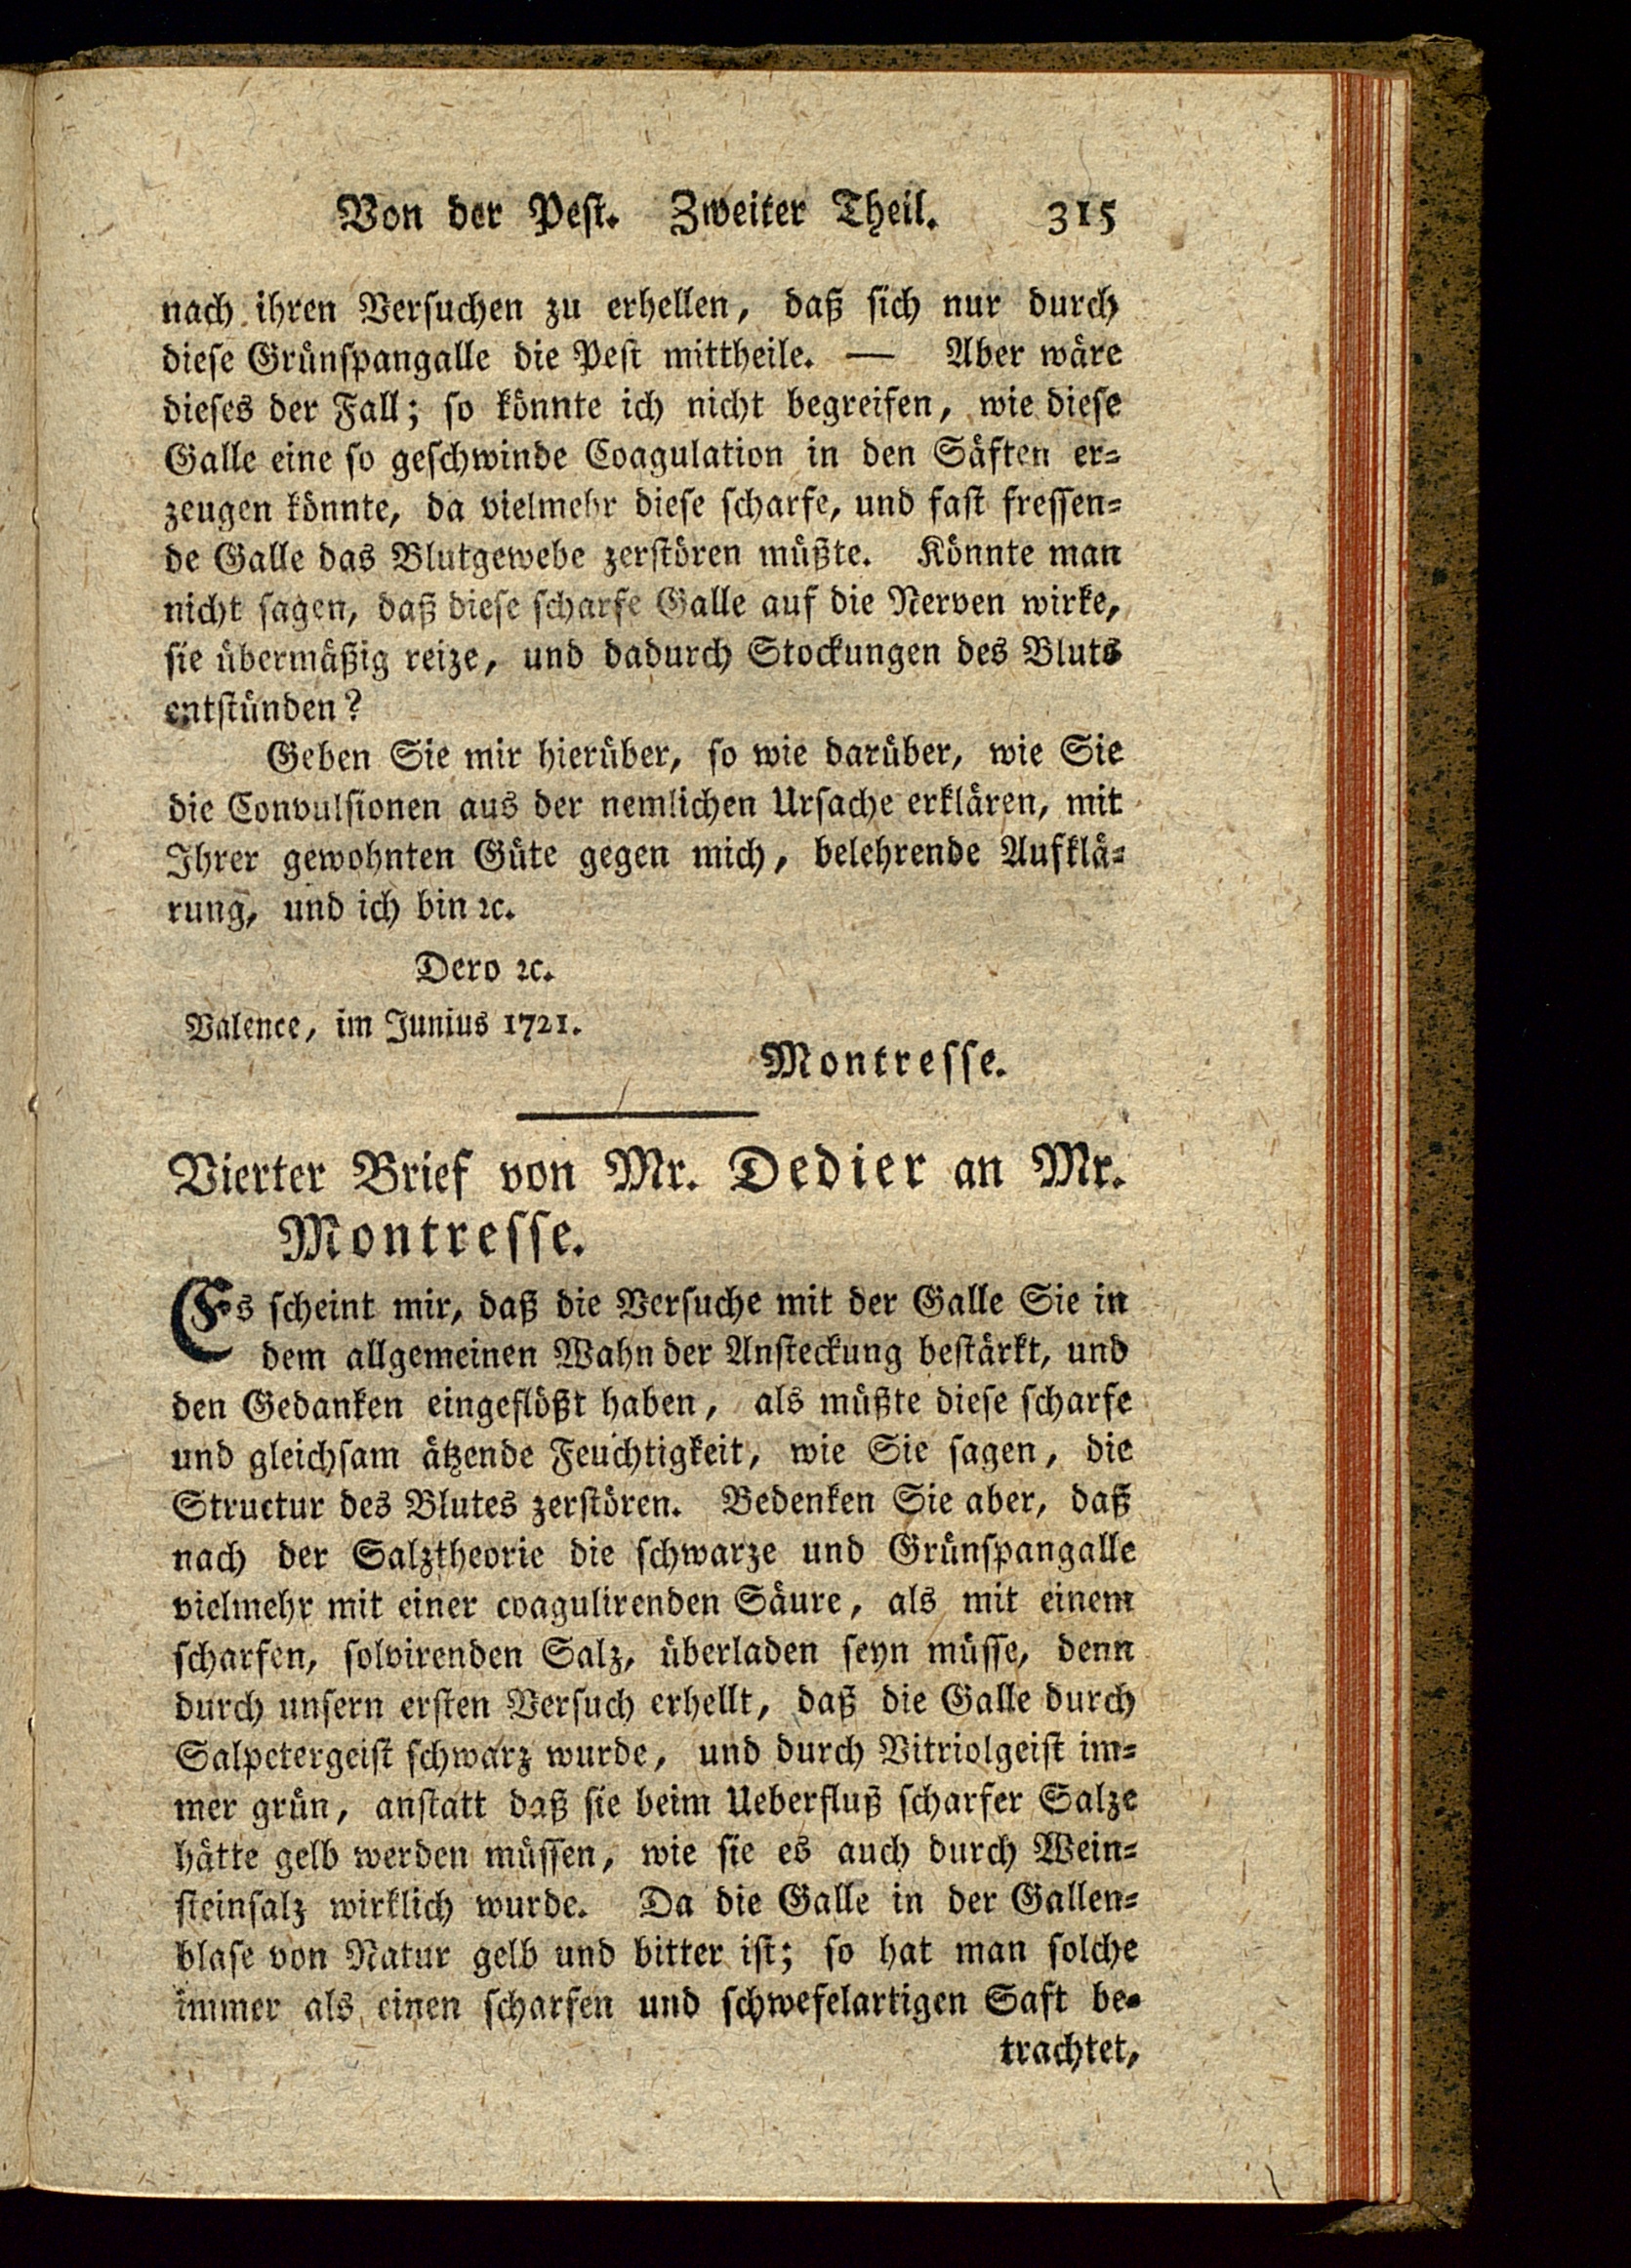 Von der Pest. Zweiter Theil. 315
nach ihren Versuchen zu erhellen, daß sich nur durch
diese Grünspangalle die Pest mittheile. — Aber wäre
dieses der Fall; so könnte ich nicht begreifen, wie diese
Galle eine so geschwinde Coagulation in den Säften er-
zeugen könnte, da vielmehr diese scharfe, und fast fressen-
de Galle das Blutgewebe zerstören müßte. Könnte man
nicht sagen, daß diese scharfe Galle auf die Nerven wirke,
sie übermäßig reize, und dadurch Stockungen des Bluts
entstünden?
Geben Sie mir hierüber, so wie darüber, wie Sie
die Convulsionen aus der nemlichen Ursache erklären, mit
Ihrer gewohnten Güte gegen mich, belehrende Aufklä-
rung, und ich bin ꝛc.
Dero ꝛc.
Valence, im Junius 1721.
Montresse.
Vierter Brief von Mr. Dedier an Mr.
Montresse.
Es scheint mir, daß die Versuche mit der Galle Sie in
dem allgemeinen Wahn der Ansteckung bestärkt, und
den Gedanken eingeflößt haben, als müßte diese scharfe
und gleichsam ätzende Feuchtigkeit, wie Sie sagen, die
Structur des Blutes zerstören. Bedenken Sie aber, daß
nach der Salztheorie die schwarze und Grünspangalle
vielmehr mit einer coagulirenden Säure, als mit einem
scharfen, solvirenden Salz, überladen seyn müsse, denn
durch unsern ersten Versuch erhellt, daß die Galle durch
Salpetergeist schwarz wurde, und durch Vitriolgeist im-
mer grün, anstatt daß sie beim Ueberfluß scharfer Salze
hätte gelb werden müssen, wie sie es auch durch Wein-
steinsalz wirklich wurde. Da die Galle in der Gallen-
blase von Natur gelb und bitter ist; so hat man solche
immer als einen scharfen und schwefelartigen Saft be-
trachtet,